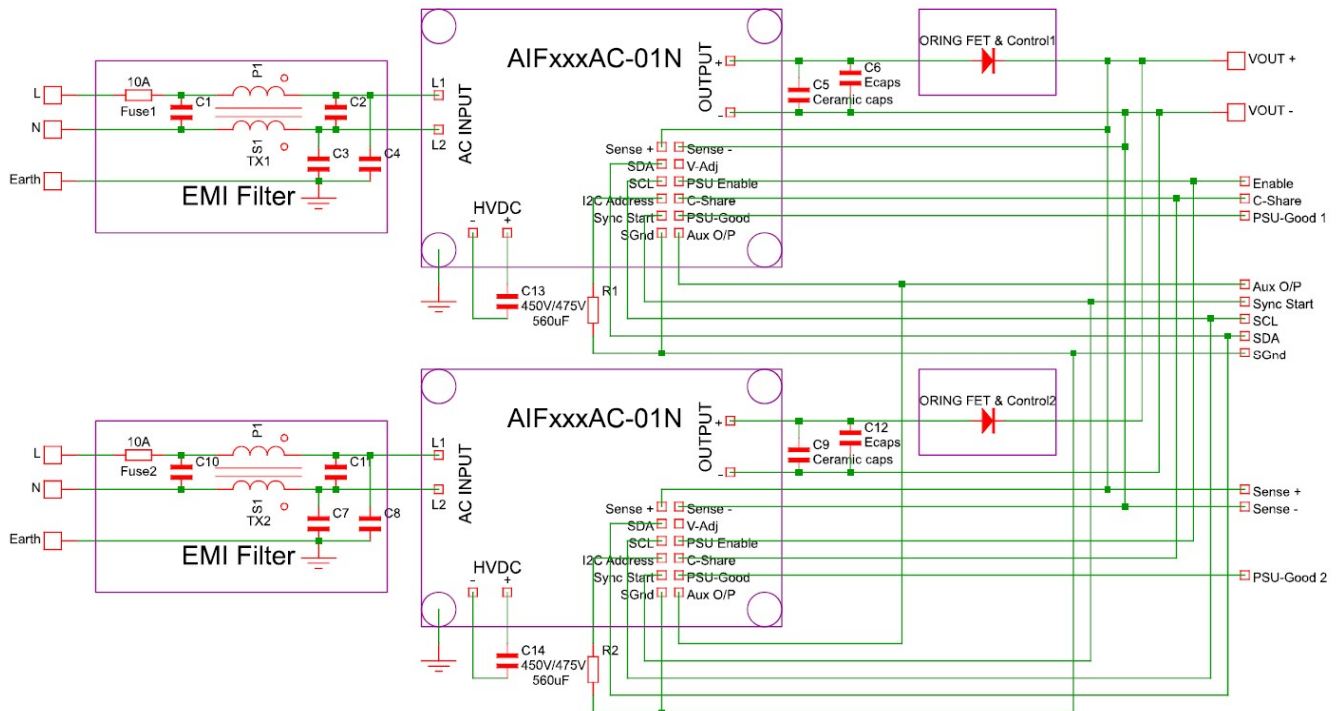 ORING FET & Control1
AIFxxxAC-01N
L1
L2
AC INPUT
OUTPUT
+
-
C6
Ecaps
C5
Ceramic caps
VOUT +
VOUT -
L
10A
Fuse1
P1
C1
C2
N
S1
TX1
C3
C4
Earth
EMI Filter
Sense +
Sense -
SDA
V-Adj
SCL
PSU Enable
I2C Address
C-Share
Sync Start
PSU-Good
SGnd
Aux O/P
HVDC
-
+
Enable
C-Share
PSU-Good 1
C13
450V/475V
560uF
R1
Aux O/P
Sync Start
SCL
SDA
SGnd
ORING FET & Control2
AIFxxxAC-01N
L1
L2
AC INPUT
OUTPUT
+
-
C12
Ecaps
C9
Ceramic caps
L
10A
Fuse2
P1
C10
C11
N
S1
TX2
C7
C8
Earth
EMI Filter
Sense +
Sense -
SDA
V-Adj
SCL
PSU Enable
I2C Address
C-Share
Sync Start
PSU-Good
SGnd
Aux O/P
HVDC
-
+
Sense +
Sense -
PSU-Good 2
C14
450V/475V
560uF
R2